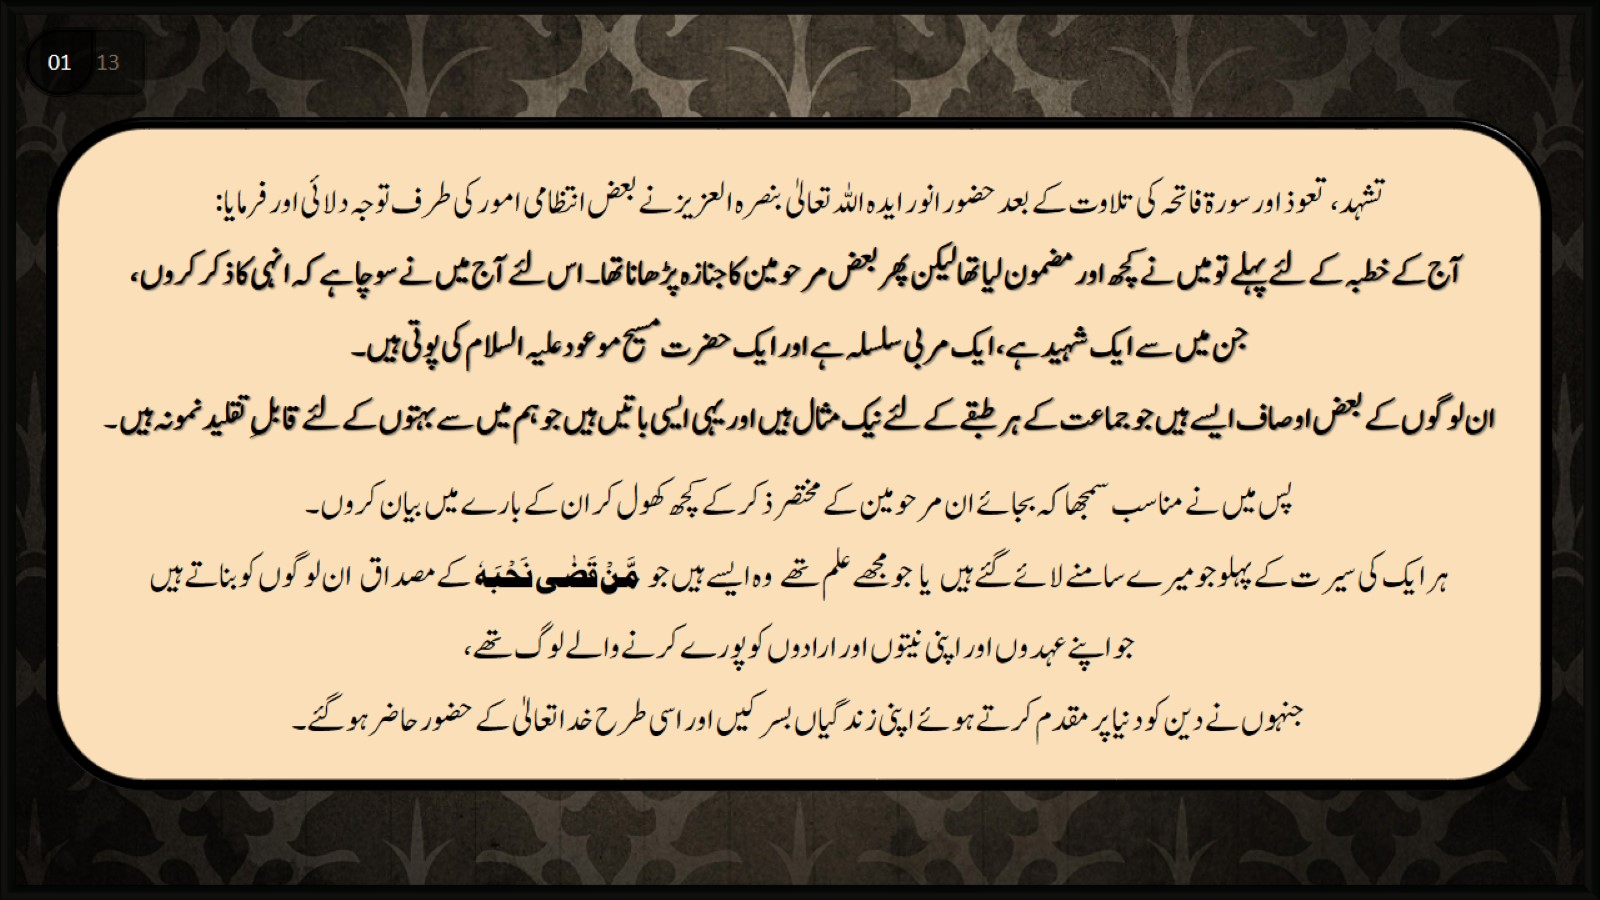 01 13
تشہد، تعوذ اور سورۃ فاتحہ کی تلاوت کے بعد حضور انور ایدہ اللہ تعالیٰ بنصرہ العزیز نے بعض انتظامی امور کی طرف توجہ دلائی اور فرمایا:
آج کے خطبہ کے لئے پہلے تو میں نے کچھ اور مضمون لیا تھا لیکن پھر بعض مرحومین کا جنازہ پڑھانا تھا۔ اس لئے آج میں نے سوچا ہے کہ انہی کا ذکر کروں،
جن میں سے ایک شہید ہے، ایک مربی سلسلہ ہے اور ایک حضرت مسیح موعود علیہ السلام کی پوتی ہیں۔
ان لوگوں کے بعض اوصاف ایسے ہیں جو جماعت کے ہر طبقے کے لئے نیک مثال ہیں اور یہی ایسی باتیں ہیں جو ہم میں سے بہتوں کے لئے قابلِ تقلید نمونہ ہیں۔
پس میں نے مناسب سمجھا کہ بجائے ان مرحومین کے مختصر ذکر کے کچھ کھول کر ان کے بارے میں بیان کروں۔
ہر ایک کی سیرت کے پہلو جو میرے سامنے لائے گئے ہیں یا جو مجھے علم تھے وہ ایسے ہیں جو مَّنْ قَضٰى نَحْبَهٗ کے مصداق ان لوگوں کو بناتے ہیں
جو اپنے عہدوں اور اپنی نیتوں اور ارادوں کو پورے کرنے والے لوگ تھے،
جنہوں نے دین کو دنیا پر مقدم کرتے ہوئے اپنی زندگیاں بسر کیں اور اسی طرح خدا تعالیٰ کے حضور حاضر ہو گئے۔